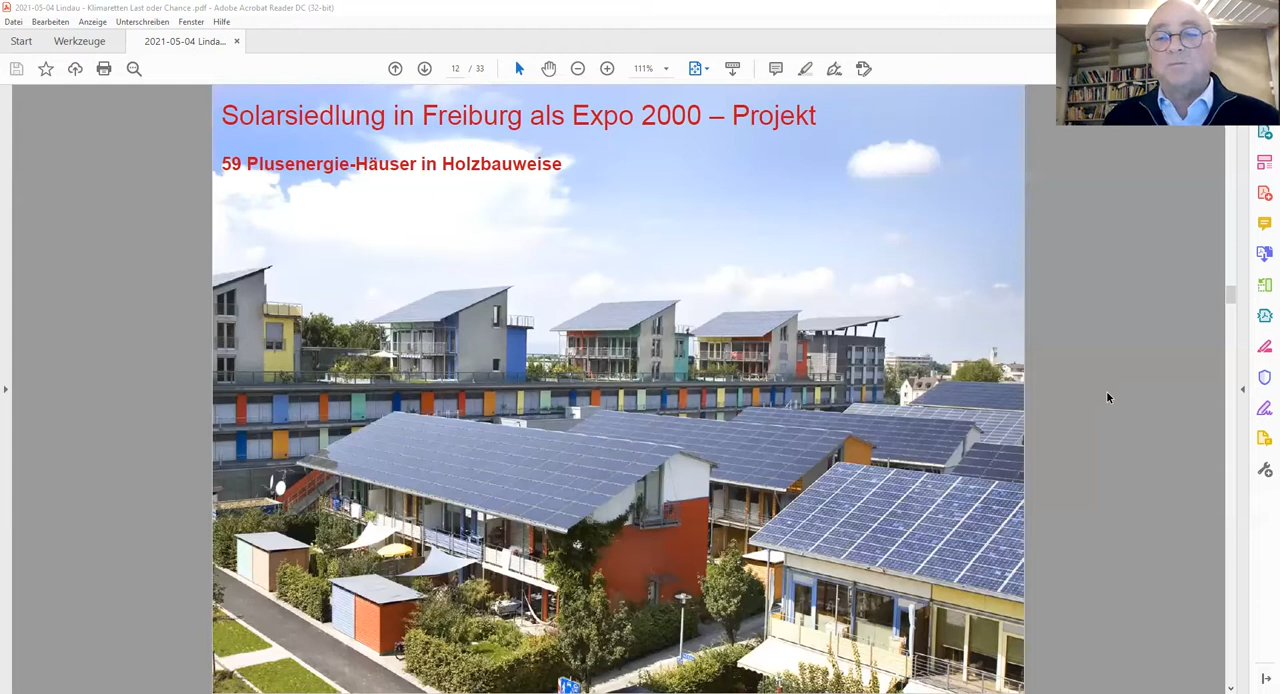 2021-05-04 Lindau - Klimaretten Last oder Chance .pdf - Adobe Acrobat Reader DC (32-bit)
Datei Bearbeiten Anzeige Unterschreiben Fenster Hilfe
Start Werkzeuge 2021-05-04 Linda... ×
12 / 33 111%
Solarsiedlung in Freiburg als Expo 2000 – Projekt
59 Plusenergie-Häuser in Holzbauweise